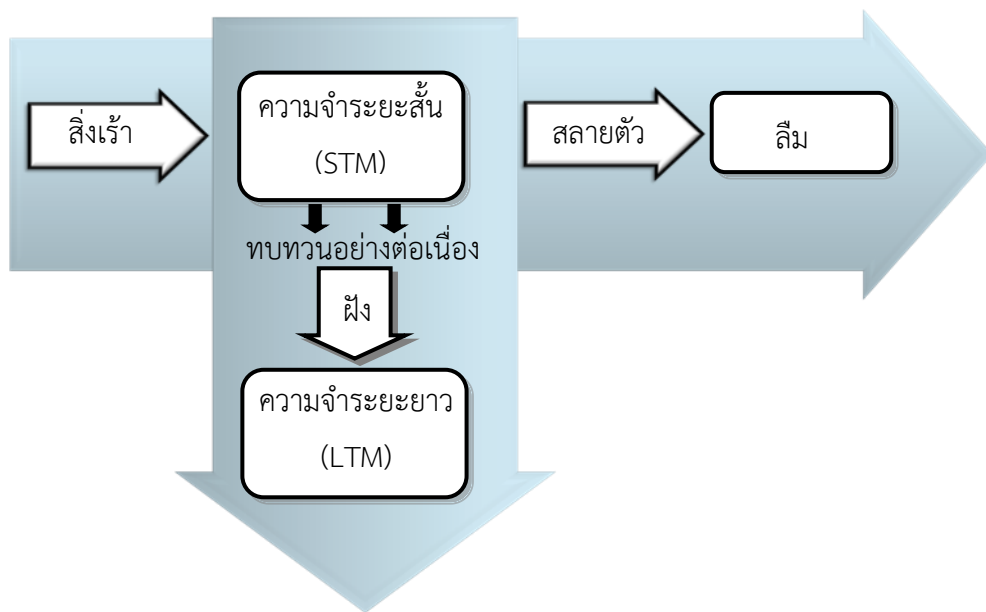 สิ่งเร้า
ความจำระยะสั้น
(STM)
สลายตัว
ลืม
ทบทวนอย่างต่อเนื่อง
ฝัง
ความจำระยะยาว
(LTM)